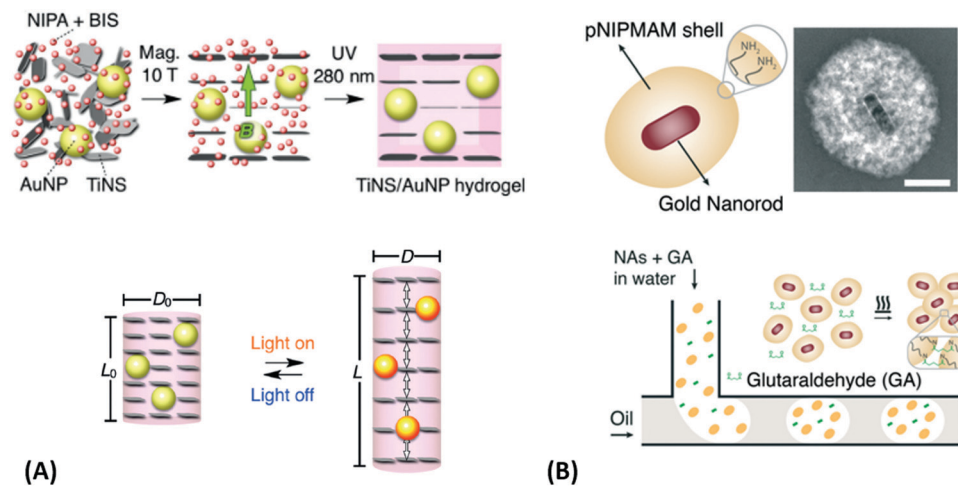 NIPA + BIS
Mag.
10 T
B
UV
280 nm
AuNP
TiNS
TiNS/AuNP hydrogel
D₀
L₀
Light on
Light off
D
L
(A)
pNIPMAM shell
NH₂
NH₂
Gold Nanorod
NAs + GA
in water
N
N
N
N
Glutaraldehyde (GA)
Oil
(B)